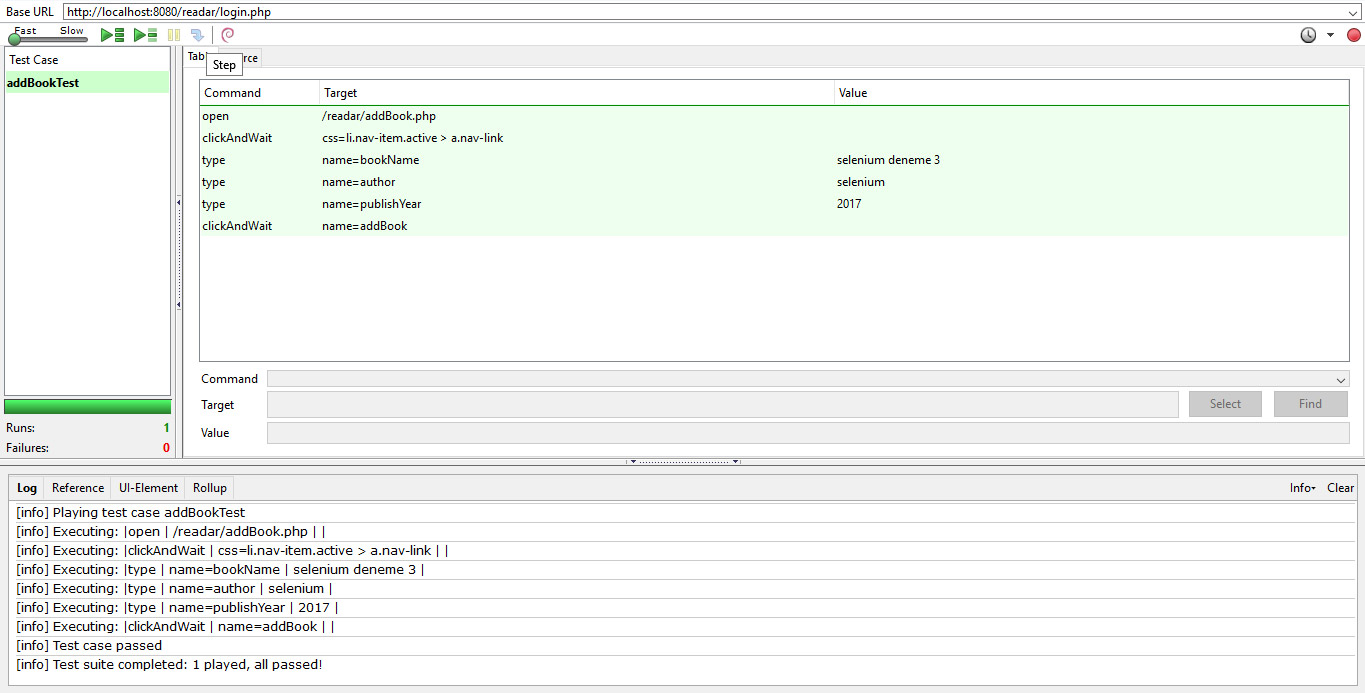 Base URL http://localhost:8080/readar/login.php
Fast Slow
Test Case
addBookTest
Runs: 1
Failures: 0
Step
Command Target Value
open /readar/addBook.php
clickAndWait css=li.nav-item.active > a.nav-link
type name=bookName selenium deneme 3
type name=author selenium
type name=publishYear 2017
clickAndWait name=addBook
Command
Target Select Find
Value
Log Reference UI-Element Rollup Info Clear
[info] Playing test case addBookTest
[info] Executing: |open | /readar/addBook.php | |
[info] Executing: |clickAndWait | css=li.nav-item.active > a.nav-link | |
[info] Executing: |type | name=bookName | selenium deneme 3 |
[info] Executing: |type | name=author | selenium |
[info] Executing: |type | name=publishYear | 2017 |
[info] Executing: |clickAndWait | name=addBook | |
[info] Test case passed
[info] Test suite completed: 1 played, all passed!